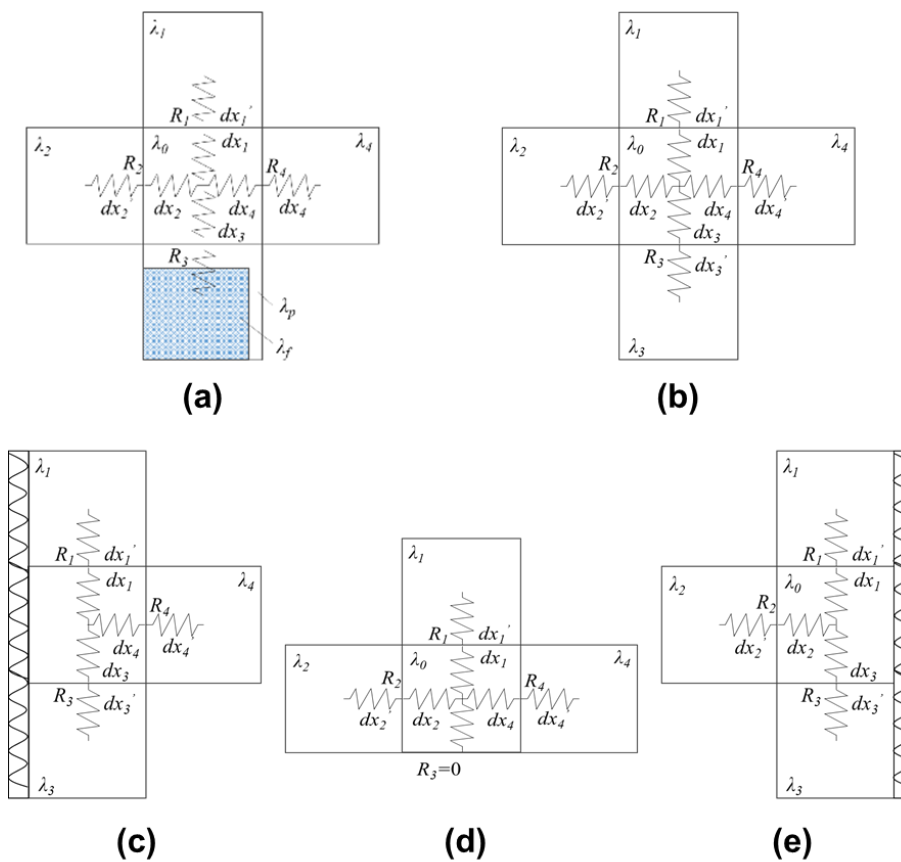 λ1
R1 dx1'
λ2 λ0 dx1 λ4
R2 R4
dx2' dx2 dx4 dx4'
dx3
R3
λp
λf
(a)
λ1
R1 dx1'
λ2 λ0 dx1 λ4
R2 R4
dx2' dx2 dx4 dx4'
dx3
R3 dx3'
λ3
(b)
λ1
R1 dx1'
dx1 λ4
R4
dx4 dx4'
dx3
R3 dx3'
λ3
(c)
λ1
R1 dx1'
λ2 λ0 dx1 λ4
R2 R4
dx2' dx2 dx4 dx4'
R3=0
(d)
λ1
R1 dx1'
λ2 λ0 dx1
R2
dx2' dx2
dx3
R3 dx3'
λ3
(e)